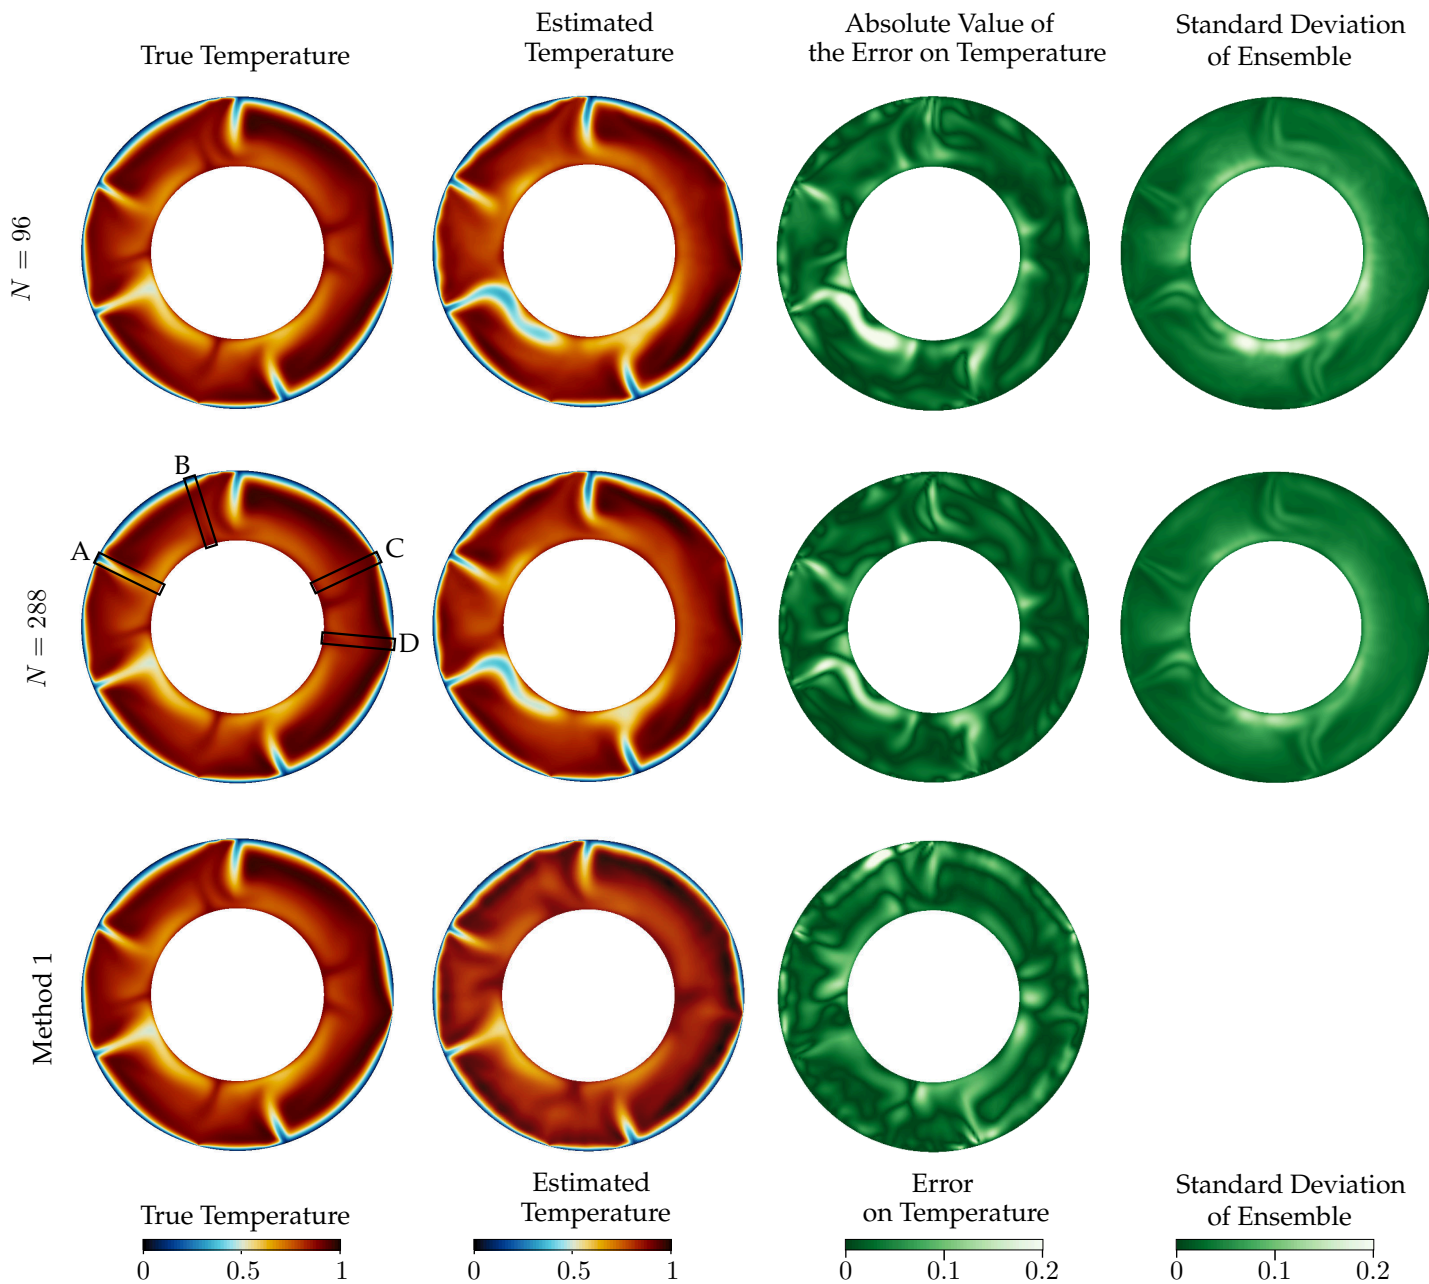 True Temperature
Estimated
Temperature
Absolute Value of
the Error on Temperature
Standard Deviation
of Ensemble
N = 96
N = 288
A
B
C
D
Method 1
True Temperature
0 0.5 1
Estimated
Temperature
0 0.5 1
Error
on Temperature
0 0.1 0.2
Standard Deviation
of Ensemble
0 0.1 0.2